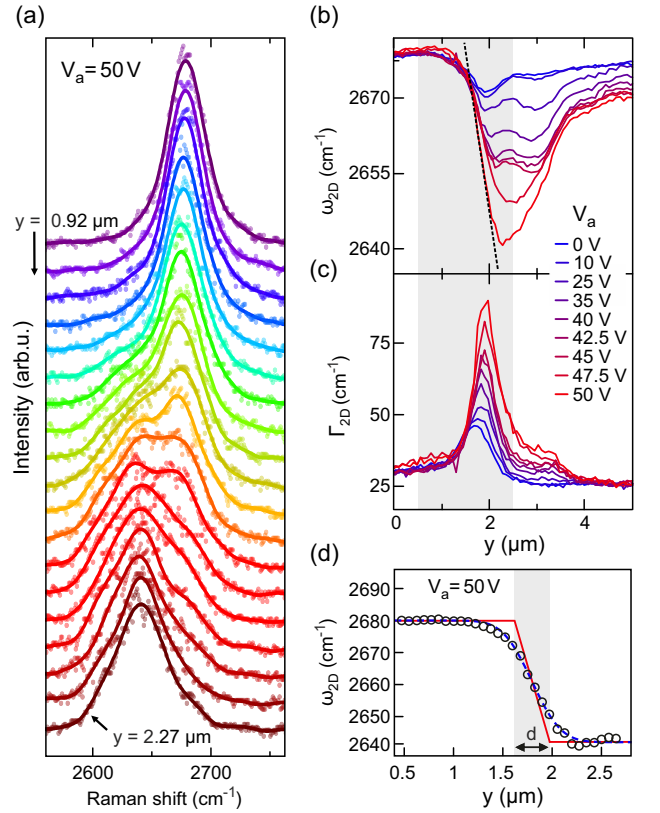 (a)
V_a = 50 V
y = 0.92 µm
y = 2.27 µm
Intensity (arb.u.)
2600 2700
Raman shift (cm⁻¹)
(b)
2670
2655
2640
ω_2D (cm⁻¹)
V_a
0 V
10 V
25 V
35 V
40 V
42.5 V
45 V
47.5 V
50 V
(c)
75
50
25
Γ_2D (cm⁻¹)
0 2 4
y (µm)
(d)
V_a = 50 V
2690
2680
2670
2660
2650
2640
ω_2D (cm⁻¹)
d
0.5 1 1.5 2 2.5
y (µm)